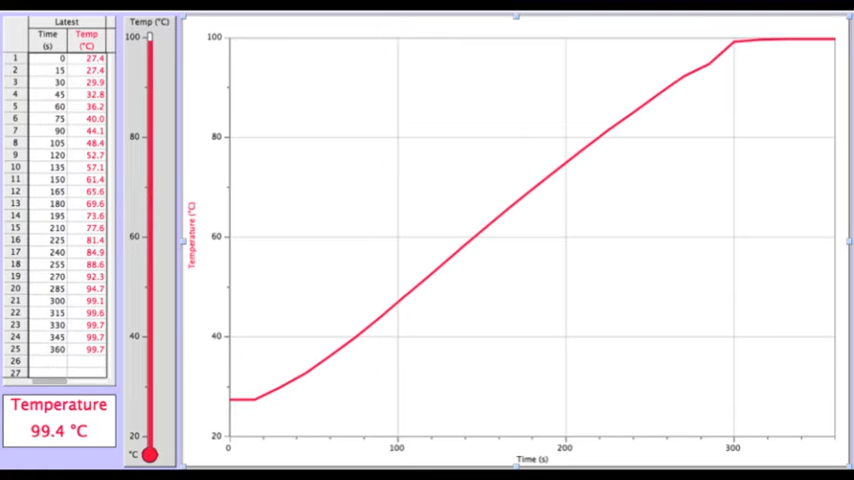 Latest
Time Temp
(s) (°C)
1 0 27.4
2 15 27.4
3 30 29.9
4 45 32.8
5 60 36.2
6 75 40.0
7 90 44.1
8 105 48.4
9 120 52.7
10 135 57.1
11 150 61.4
12 165 65.6
13 180 69.6
14 195 73.6
15 210 77.6
16 225 81.4
17 240 84.9
18 255 88.6
19 270 92.3
20 285 94.7
21 300 99.1
22 315 99.6
23 330 99.7
24 345 99.7
25 360 99.7
26
27
Temperature
99.4 °C
Temp (°C)
100
80
60
40
20
°C
Temperature (°C)
100
80
60
40
20
0 100 200 300
Time (s)